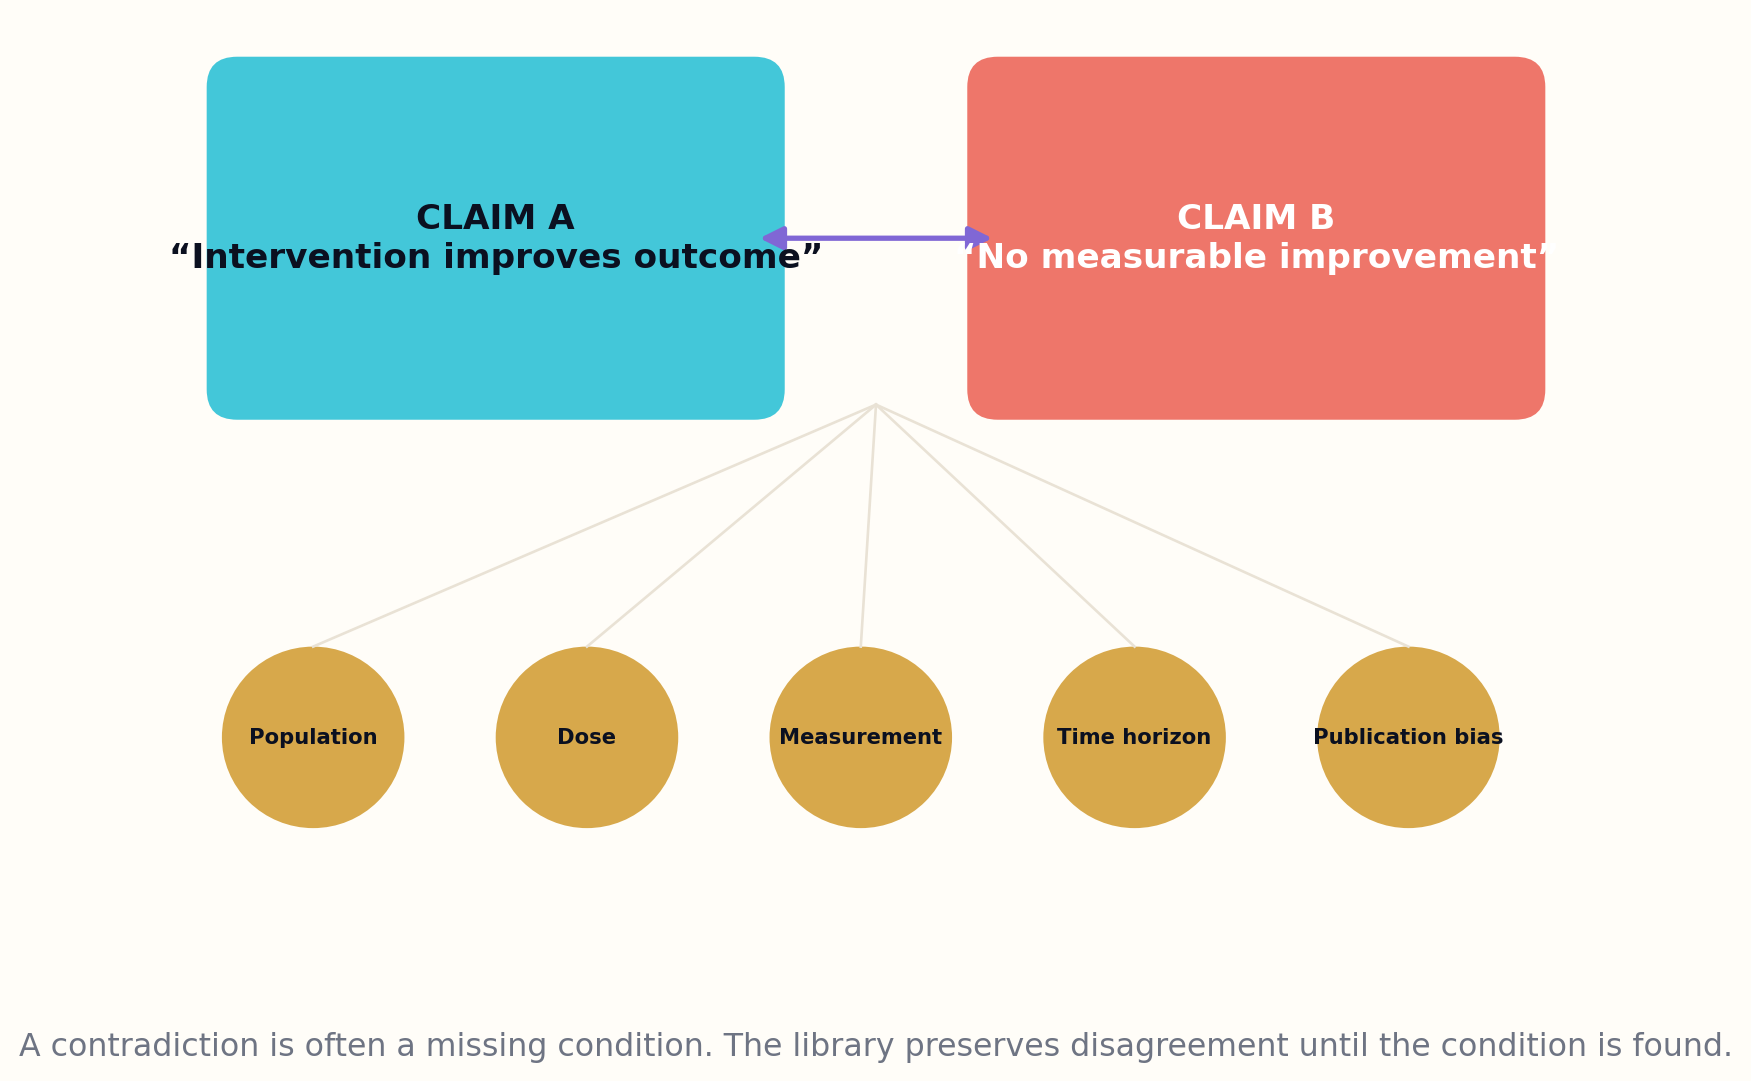 CLAIM A
“Intervention improves outcome”
CLAIM B
“No measurable improvement”
Population
Dose
Measurement
Time horizon
Publication bias
A contradiction is often a missing condition. The library preserves disagreement until the condition is found.